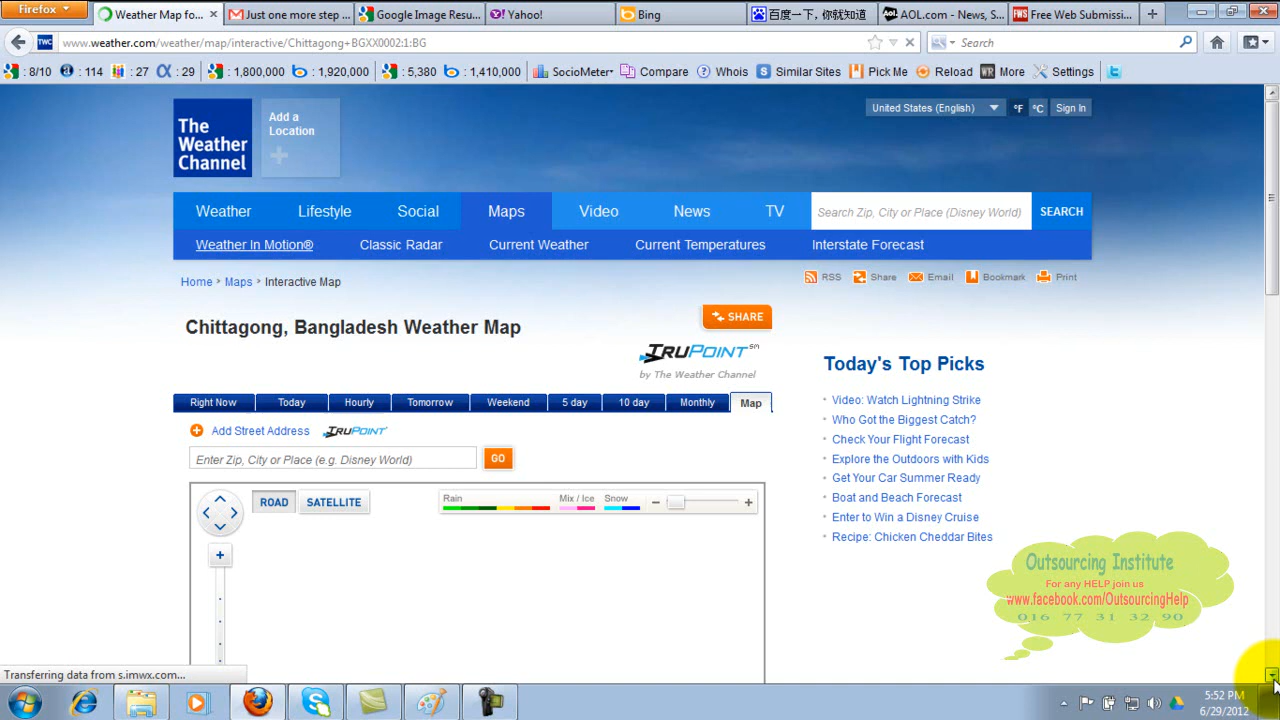 Firefox
Weather Map fo...
Just one more step ...
Google Image Resu...
Yahoo!
Bing
百度一下，你就知道
AOL.com - News, S...
Free Web Submissi...
www.weather.com/weather/map/interactive/Chittagong+BGXX0002:1:BG
Search
: 8/10
: 114
: 27
: 29
: 1,800,000
: 1,920,000
: 5,380
: 1,410,000
SocioMeter
Compare
Whois
Similar Sites
Pick Me
Reload
More
Settings
The Weather Channel
Add a Location
United States (English)
°F
°C
Sign In
Weather
Lifestyle
Social
Maps
Video
News
TV
Search Zip, City or Place (Disney World)
SEARCH
Weather In Motion®
Classic Radar
Current Weather
Current Temperatures
Interstate Forecast
Home > Maps > Interactive Map
RSS
Share
Email
Bookmark
Print
Chittagong, Bangladesh Weather Map
SHARE
TRUPOINT℠
by The Weather Channel
Today's Top Picks
Right Now
Today
Hourly
Tomorrow
Weekend
5 day
10 day
Monthly
Map
Add Street Address
TRUPOINT
Enter Zip, City or Place (e.g. Disney World)
GO
ROAD
SATELLITE
Rain
Mix / Ice
Snow
Video: Watch Lightning Strike
Who Got the Biggest Catch?
Check Your Flight Forecast
Explore the Outdoors with Kids
Get Your Car Summer Ready
Boat and Beach Forecast
Enter to Win a Disney Cruise
Recipe: Chicken Cheddar Bites
Outsourcing Institute
For any HELP join us
www.facebook.com/OutsourcingHelp
016 77 31 32 90
Transferring data from s.imwx.com...
5:52 PM
6/29/2012